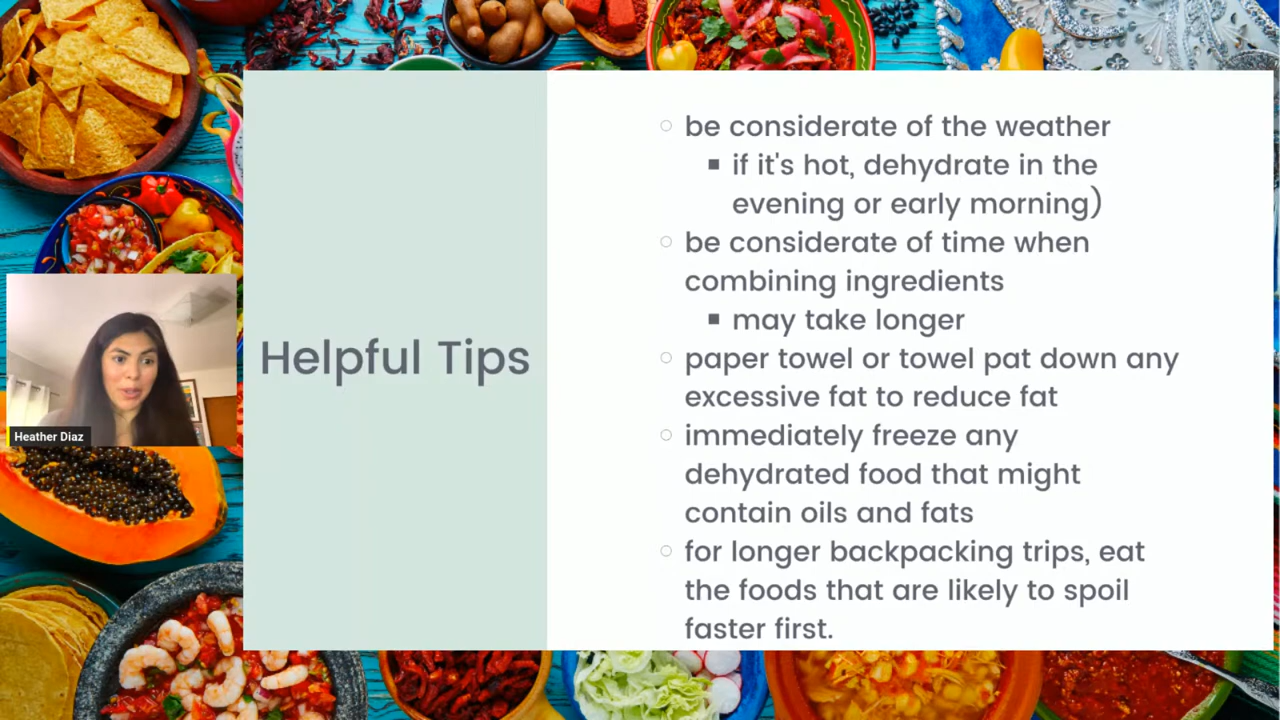 Helpful Tips
be considerate of the weather
if it's hot, dehydrate in the
evening or early morning)
be considerate of time when
combining ingredients
may take longer
paper towel or towel pat down any
excessive fat to reduce fat
immediately freeze any
dehydrated food that might
contain oils and fats
for longer backpacking trips, eat
the foods that are likely to spoil
faster first.
Heather Diaz